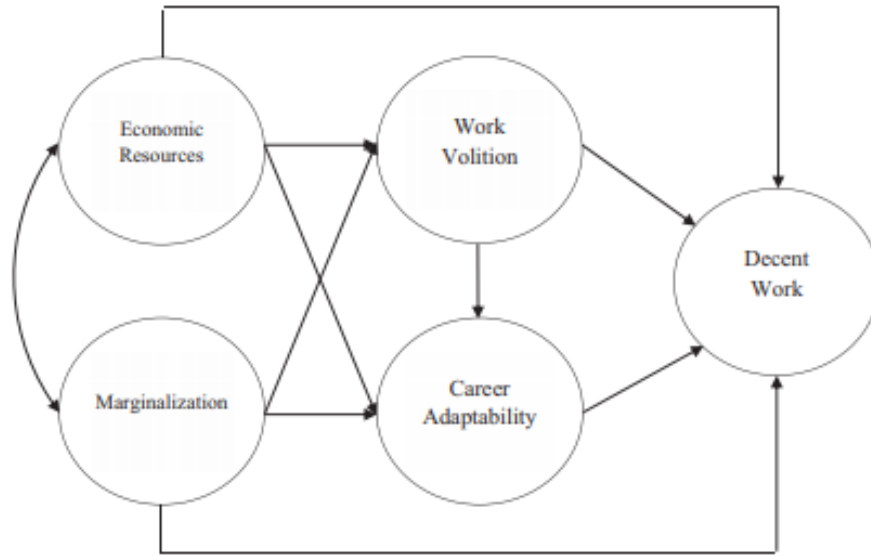 Economic
Resources
Work
Volition
Decent
Work
Marginalization
Career
Adaptability